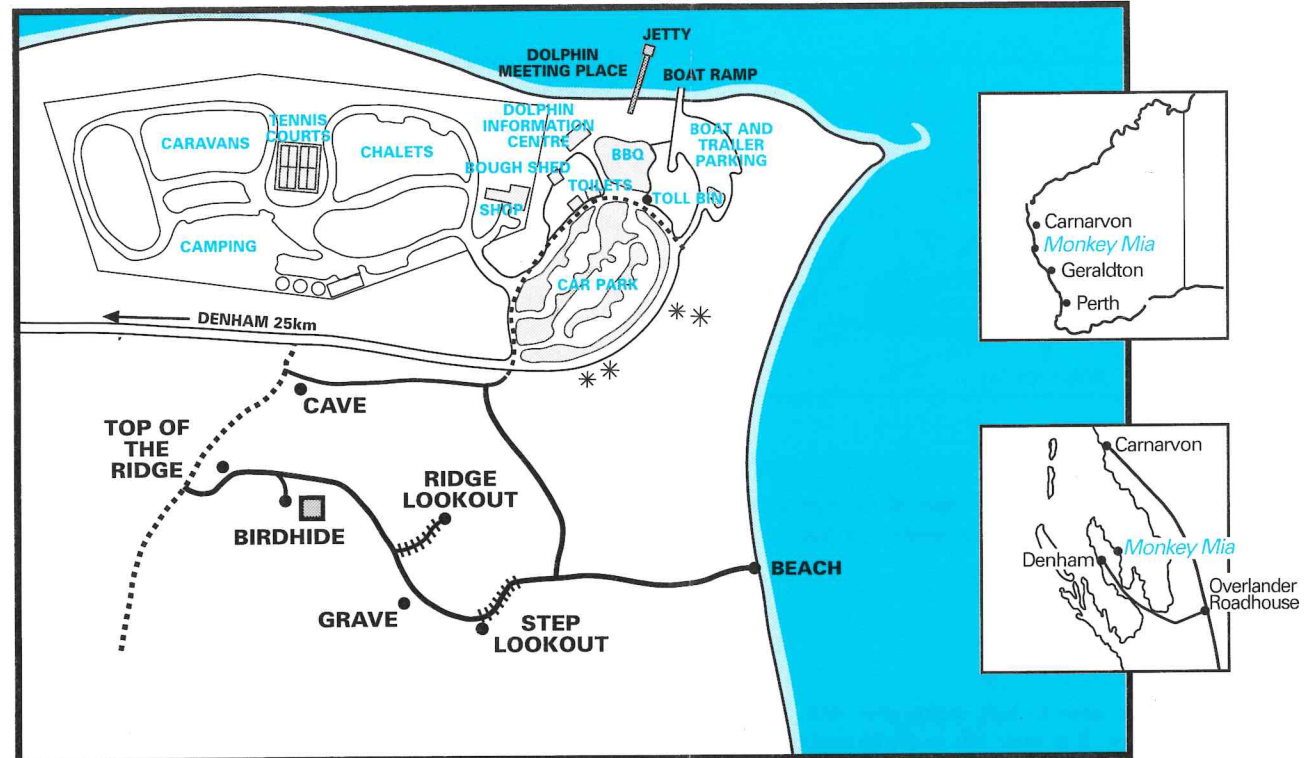 JETTY
DOLPHIN
MEETING PLACE
BOAT RAMP
DOLPHIN
INFORMATION
CENTRE
TENNIS
COURTS
CARAVANS
CHALETS
BOAT AND
TRAILER
PARKING
BBQ
BOUGH SHED
TOILETS
TOLL BIN
SHOP
CAMPING
CAR PARK
DENHAM 25km
CAVE
TOP OF
THE
RIDGE
RIDGE
LOOKOUT
BIRDHIDE
BEACH
GRAVE
STEP
LOOKOUT
Carnarvon
Monkey Mia
Geraldton
Perth
Carnarvon
Monkey Mia
Denham
Overlander
Roadhouse